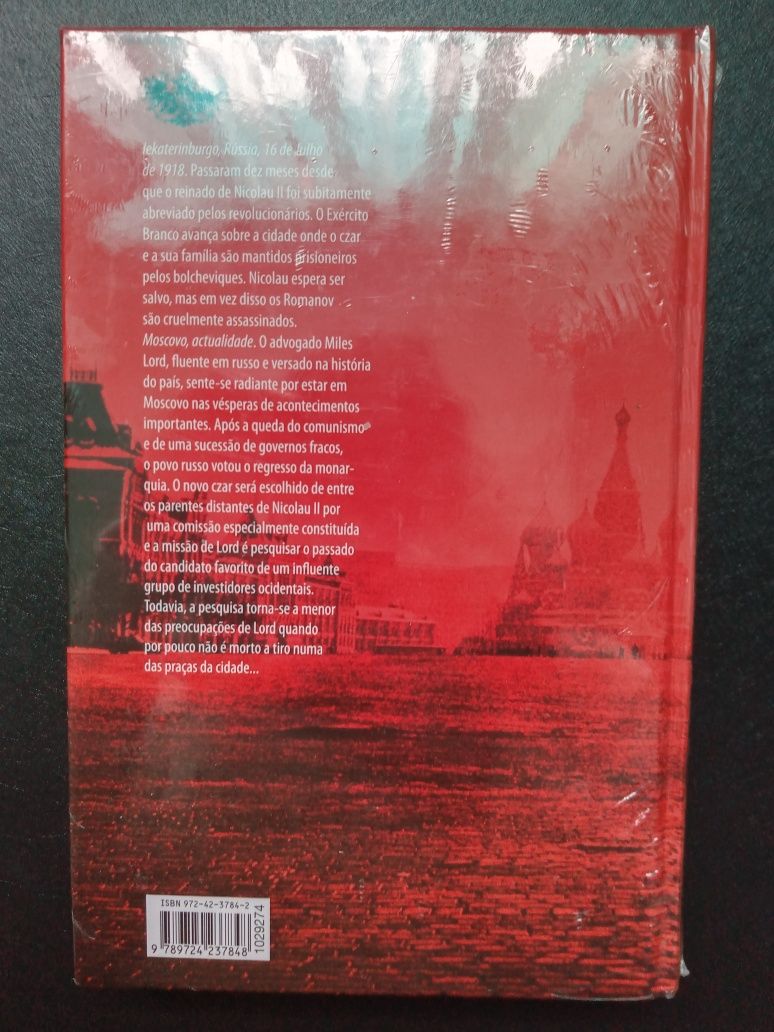 Iekaterinburgo, Rússia, 16 de Julho
de 1918. Passaram dez meses desde
que o reinado de Nicolau II foi subitamente
abreviado pelos revolucionários. O Exército
Branco avança sobre a cidade onde o czar
e a sua família são mantidos prisioneiros
pelos bolcheviques. Nicolau espera ser
salvo, mas em vez disso os Romanov
são cruelmente assassinados.
Moscovo, actualidade. O advogado Miles
Lord, fluente em russo e versado na história
do país, sente-se radiante por estar em
Moscovo nas vésperas de acontecimentos
importantes. Após a queda do comunismo
e de uma sucessão de governos fracos,
o povo russo votou o regresso da monar-
quia. O novo czar será escolhido de entre
os parentes distantes de Nicolau II por
uma comissão especialmente constituída
e a missão de Lord é pesquisar o passado
do candidato favorito de um influente
grupo de investidores ocidentais.
Todavia, a pesquisa torna-se a menor
das preocupações de Lord quando
por pouco não é morto a tiro numa
das praças da cidade...
ISBN 972-42-3784-2
9 789724 237848
1029274